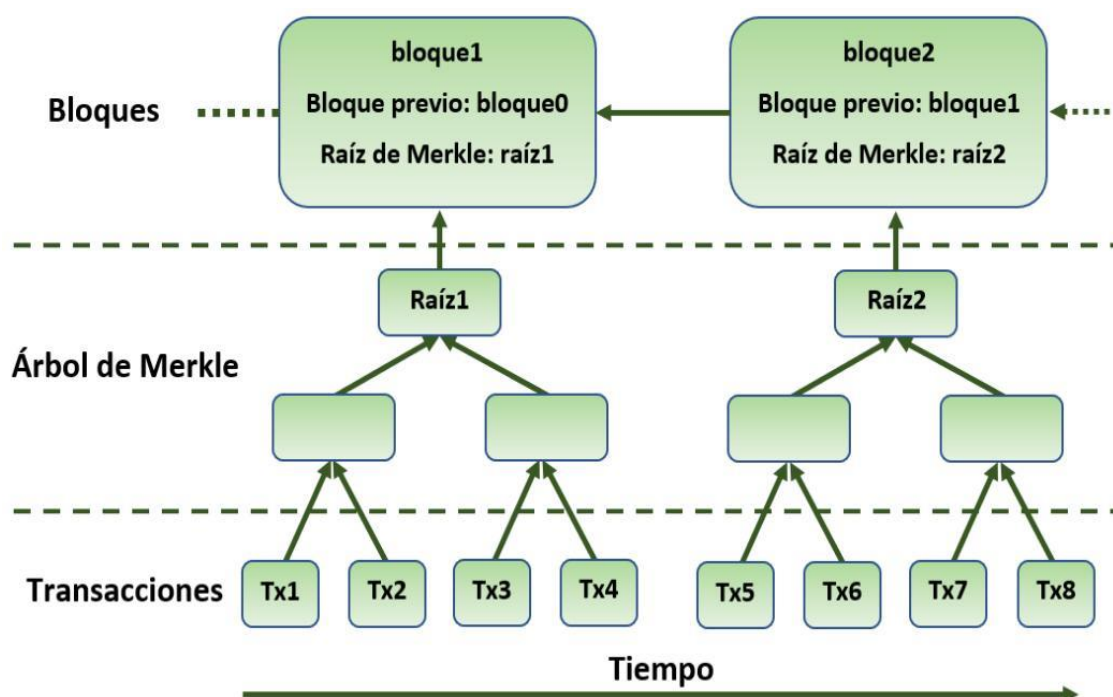 bloque1
Bloque previo: bloque0
Raíz de Merkle: raíz1
bloque2
Bloque previo: bloque1
Raíz de Merkle: raíz2
Bloques
Raíz1
Raíz2
Árbol de Merkle
Transacciones
Tx1
Tx2
Tx3
Tx4
Tx5
Tx6
Tx7
Tx8
Tiempo